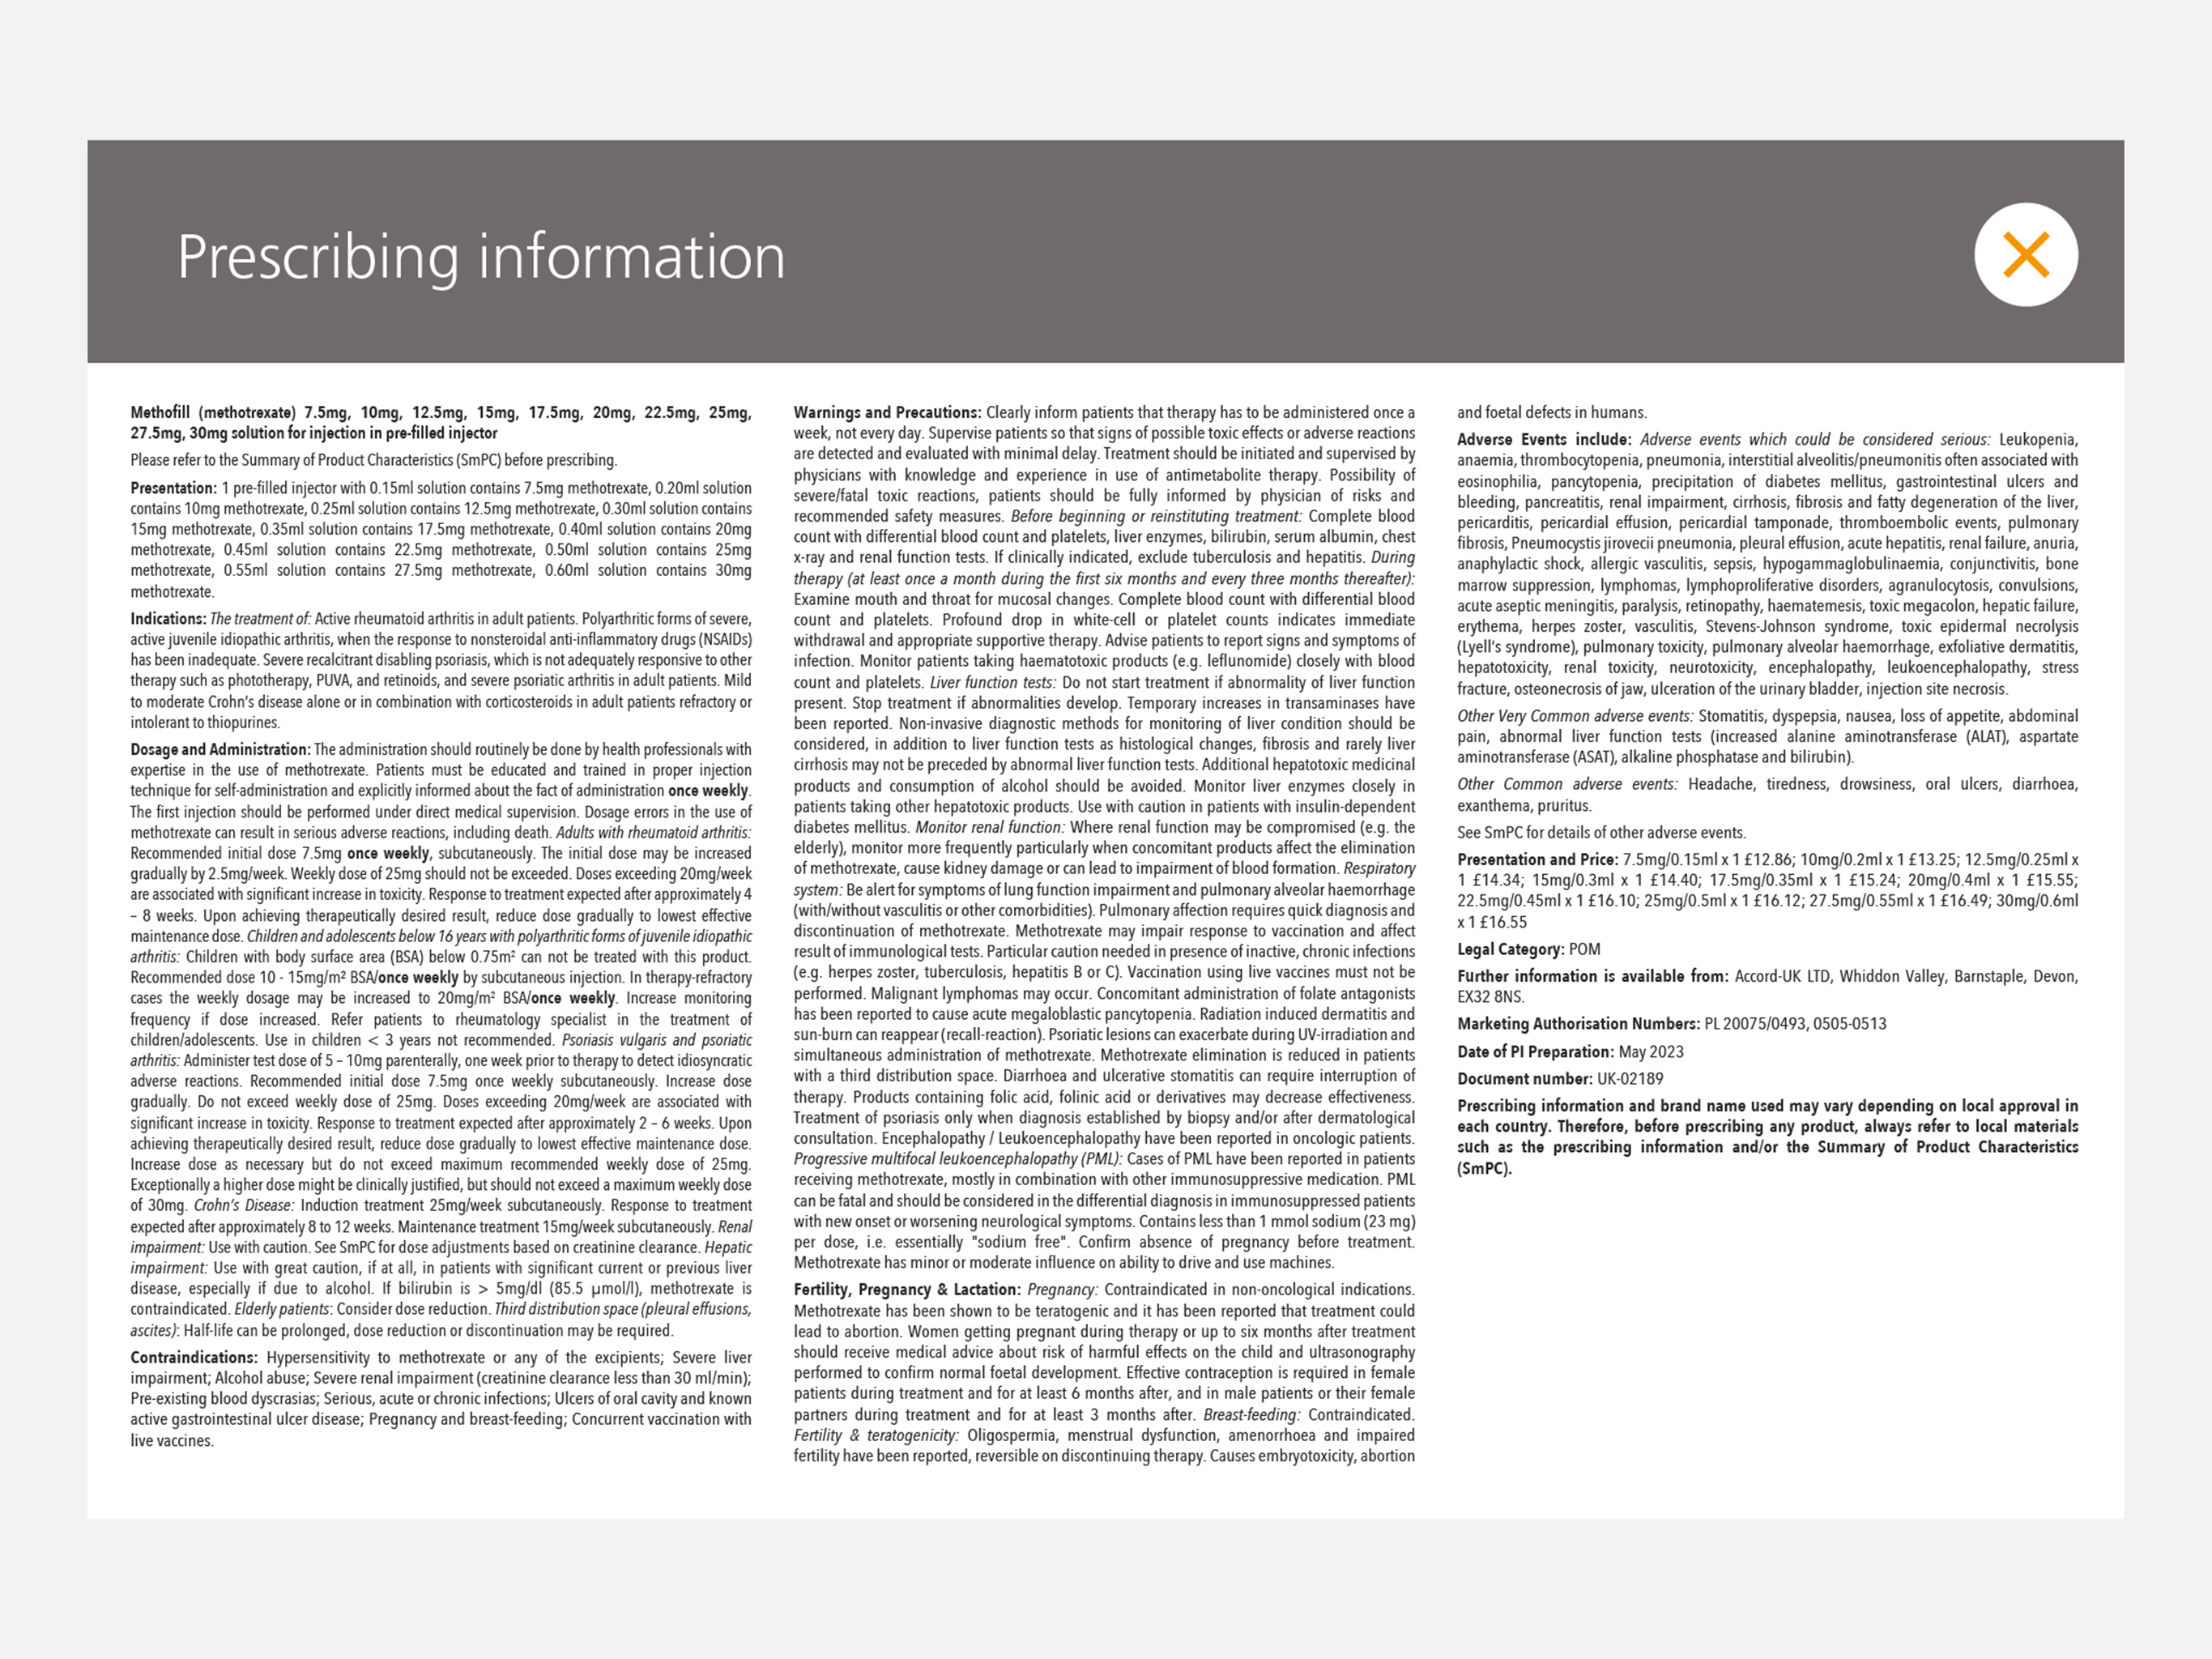 Prescribing information
Methofill (methotrexate) 7.5mg, 10mg, 12.5mg, 15mg, 17.5mg, 20mg, 22.5mg, 25mg,
27.5mg, 30mg solution for injection in pre-filled injector
Please refer to the Summary of Product Characteristics (SmPC) before prescribing.
Presentation: 1 pre-filled injector with 0.15ml solution contains 7.5mg methotrexate, 0.20ml solution
contains 10mg methotrexate, 0.25ml solution contains 12.5mg methotrexate, 0.30ml solution contains
15mg methotrexate, 0.35ml solution contains 17.5mg methotrexate, 0.40ml solution contains 20mg
methotrexate, 0.45ml solution contains 22.5mg methotrexate, 0.50ml solution contains 25mg
methotrexate, 0.55ml solution contains 27.5mg methotrexate, 0.60ml solution contains 30mg
methotrexate.
Indications: The treatment of: Active rheumatoid arthritis in adult patients. Polyarthritic forms of severe,
active juvenile idiopathic arthritis, when the response to nonsteroidal anti-inflammatory drugs (NSAIDs)
has been inadequate. Severe recalcitrant disabling psoriasis, which is not adequately responsive to other
therapy such as phototherapy, PUVA, and retinoids, and severe psoriatic arthritis in adult patients. Mild
to moderate Crohn's disease alone or in combination with corticosteroids in adult patients refractory or
intolerant to thiopurines.
Dosage and Administration: The administration should routinely be done by health professionals with
expertise in the use of methotrexate. Patients must be educated and trained in proper injection
technique for self-administration and explicitly informed about the fact of administration once weekly.
The first injection should be performed under direct medical supervision. Dosage errors in the use of
methotrexate can result in serious adverse reactions, including death. Adults with rheumatoid arthritis:
Recommended initial dose 7.5mg once weekly, subcutaneously. The initial dose may be increased
gradually by 2.5mg/week. Weekly dose of 25mg should not be exceeded. Doses exceeding 20mg/week
are associated with significant increase in toxicity. Response to treatment expected after approximately 4
– 8 weeks. Upon achieving therapeutically desired result, reduce dose gradually to lowest effective
maintenance dose. Children and adolescents below 16 years with polyarthritic forms of juvenile idiopathic
arthritis: Children with body surface area (BSA) below 0.75m² can not be treated with this product.
Recommended dose 10 - 15mg/m² BSA/once weekly by subcutaneous injection. In therapy-refractory
cases the weekly dosage may be increased to 20mg/m² BSA/once weekly. Increase monitoring
frequency if dose increased. Refer patients to rheumatology specialist in the treatment of
children/adolescents. Use in children < 3 years not recommended. Psoriasis vulgaris and psoriatic
arthritis: Administer test dose of 5 – 10mg parenterally, one week prior to therapy to detect idiosyncratic
adverse reactions. Recommended initial dose 7.5mg once weekly subcutaneously. Increase dose
gradually. Do not exceed weekly dose of 25mg. Doses exceeding 20mg/week are associated with
significant increase in toxicity. Response to treatment expected after approximately 2 – 6 weeks. Upon
achieving therapeutically desired result, reduce dose gradually to lowest effective maintenance dose.
Increase dose as necessary but do not exceed maximum recommended weekly dose of 25mg.
Exceptionally a higher dose might be clinically justified, but should not exceed a maximum weekly dose
of 30mg. Crohn's Disease: Induction treatment 25mg/week subcutaneously. Response to treatment
expected after approximately 8 to 12 weeks. Maintenance treatment 15mg/week subcutaneously. Renal
impairment: Use with caution. See SmPC for dose adjustments based on creatinine clearance. Hepatic
impairment: Use with great caution, if at all, in patients with significant current or previous liver
disease, especially if due to alcohol. If bilirubin is > 5mg/dl (85.5 µmol/l), methotrexate is
contraindicated. Elderly patients: Consider dose reduction. Third distribution space (pleural effusions,
ascites): Half-life can be prolonged, dose reduction or discontinuation may be required.
Contraindications: Hypersensitivity to methotrexate or any of the excipients; Severe liver
impairment; Alcohol abuse; Severe renal impairment (creatinine clearance less than 30 ml/min);
Pre-existing blood dyscrasias; Serious, acute or chronic infections; Ulcers of oral cavity and known
active gastrointestinal ulcer disease; Pregnancy and breast-feeding; Concurrent vaccination with
live vaccines.
Warnings and Precautions: Clearly inform patients that therapy has to be administered once a
week, not every day. Supervise patients so that signs of possible toxic effects or adverse reactions
are detected and evaluated with minimal delay. Treatment should be initiated and supervised by
physicians with knowledge and experience in use of antimetabolite therapy. Possibility of
severe/fatal toxic reactions, patients should be fully informed by physician of risks and
recommended safety measures. Before beginning or reinstituting treatment: Complete blood
count with differential blood count and platelets, liver enzymes, bilirubin, serum albumin, chest
x-ray and renal function tests. If clinically indicated, exclude tuberculosis and hepatitis. During
therapy (at least once a month during the first six months and every three months thereafter):
Examine mouth and throat for mucosal changes. Complete blood count with differential blood
count and platelets. Profound drop in white-cell or platelet counts indicates immediate
withdrawal and appropriate supportive therapy. Advise patients to report signs and symptoms of
infection. Monitor patients taking haematotoxic products (e.g. leflunomide) closely with blood
count and platelets. Liver function tests: Do not start treatment if abnormality of liver function
present. Stop treatment if abnormalities develop. Temporary increases in transaminases have
been reported. Non-invasive diagnostic methods for monitoring of liver condition should be
considered, in addition to liver function tests as histological changes, fibrosis and rarely liver
cirrhosis may not be preceded by abnormal liver function tests. Additional hepatotoxic medicinal
products and consumption of alcohol should be avoided. Monitor liver enzymes closely in
patients taking other hepatotoxic products. Use with caution in patients with insulin-dependent
diabetes mellitus. Monitor renal function: Where renal function may be compromised (e.g. the
elderly), monitor more frequently particularly when concomitant products affect the elimination
of methotrexate, cause kidney damage or can lead to impairment of blood formation. Respiratory
system: Be alert for symptoms of lung function impairment and pulmonary alveolar haemorrhage
(with/without vasculitis or other comorbidities). Pulmonary affection requires quick diagnosis and
discontinuation of methotrexate. Methotrexate may impair response to vaccination and affect
result of immunological tests. Particular caution needed in presence of inactive, chronic infections
(e.g. herpes zoster, tuberculosis, hepatitis B or C). Vaccination using live vaccines must not be
performed. Malignant lymphomas may occur. Concomitant administration of folate antagonists
has been reported to cause acute megaloblastic pancytopenia. Radiation induced dermatitis and
sun-burn can reappear (recall-reaction). Psoriatic lesions can exacerbate during UV-irradiation and
simultaneous administration of methotrexate. Methotrexate elimination is reduced in patients
with a third distribution space. Diarrhoea and ulcerative stomatitis can require interruption of
therapy. Products containing folic acid, folinic acid or derivatives may decrease effectiveness.
Treatment of psoriasis only when diagnosis established by biopsy and/or after dermatological
consultation. Encephalopathy / Leukoencephalopathy have been reported in oncologic patients.
Progressive multifocal leukoencephalopathy (PML): Cases of PML have been reported in patients
receiving methotrexate, mostly in combination with other immunosuppressive medication. PML
can be fatal and should be considered in the differential diagnosis in immunosuppressed patients
with new onset or worsening neurological symptoms. Contains less than 1 mmol sodium (23 mg)
per dose, i.e. essentially "sodium free". Confirm absence of pregnancy before treatment.
Methotrexate has minor or moderate influence on ability to drive and use machines.
Fertility, Pregnancy & Lactation: Pregnancy: Contraindicated in non-oncological indications.
Methotrexate has been shown to be teratogenic and it has been reported that treatment could
lead to abortion. Women getting pregnant during therapy or up to six months after treatment
should receive medical advice about risk of harmful effects on the child and ultrasonography
performed to confirm normal foetal development. Effective contraception is required in female
patients during treatment and for at least 6 months after, and in male patients or their female
partners during treatment and for at least 3 months after. Breast-feeding: Contraindicated.
Fertility & teratogenicity: Oligospermia, menstrual dysfunction, amenorrhoea and impaired
fertility have been reported, reversible on discontinuing therapy. Causes embryotoxicity, abortion
and foetal defects in humans.
Adverse Events include: Adverse events which could be considered serious: Leukopenia,
anaemia, thrombocytopenia, pneumonia, interstitial alveolitis/pneumonitis often associated with
eosinophilia, pancytopenia, precipitation of diabetes mellitus, gastrointestinal ulcers and
bleeding, pancreatitis, renal impairment, cirrhosis, fibrosis and fatty degeneration of the liver,
pericarditis, pericardial effusion, pericardial tamponade, thromboembolic events, pulmonary
fibrosis, Pneumocystis jirovecii pneumonia, pleural effusion, acute hepatitis, renal failure, anuria,
anaphylactic shock, allergic vasculitis, sepsis, hypogammaglobulinaemia, conjunctivitis, bone
marrow suppression, lymphomas, lymphoproliferative disorders, agranulocytosis, convulsions,
acute aseptic meningitis, paralysis, retinopathy, haematemesis, toxic megacolon, hepatic failure,
erythema, herpes zoster, vasculitis, Stevens-Johnson syndrome, toxic epidermal necrolysis
(Lyell's syndrome), pulmonary toxicity, pulmonary alveolar haemorrhage, exfoliative dermatitis,
hepatotoxicity, renal toxicity, neurotoxicity, encephalopathy, leukoencephalopathy, stress
fracture, osteonecrosis of jaw, ulceration of the urinary bladder, injection site necrosis.
Other Very Common adverse events: Stomatitis, dyspepsia, nausea, loss of appetite, abdominal
pain, abnormal liver function tests (increased alanine aminotransferase (ALAT), aspartate
aminotransferase (ASAT), alkaline phosphatase and bilirubin).
Other Common adverse events: Headache, tiredness, drowsiness, oral ulcers, diarrhoea,
exanthema, pruritus.
See SmPC for details of other adverse events.
Presentation and Price: 7.5mg/0.15ml x 1 £12.86; 10mg/0.2ml x 1 £13.25; 12.5mg/0.25ml x
1 £14.34; 15mg/0.3ml x 1 £14.40; 17.5mg/0.35ml x 1 £15.24; 20mg/0.4ml x 1 £15.55;
22.5mg/0.45ml x 1 £16.10; 25mg/0.5ml x 1 £16.12; 27.5mg/0.55ml x 1 £16.49; 30mg/0.6ml
x 1 £16.55
Legal Category: POM
Further information is available from: Accord-UK LTD, Whiddon Valley, Barnstaple, Devon,
EX32 8NS.
Marketing Authorisation Numbers: PL 20075/0493, 0505-0513
Date of PI Preparation: May 2023
Document number: UK-02189
Prescribing information and brand name used may vary depending on local approval in
each country. Therefore, before prescribing any product, always refer to local materials
such as the prescribing information and/or the Summary of Product Characteristics
(SmPC).